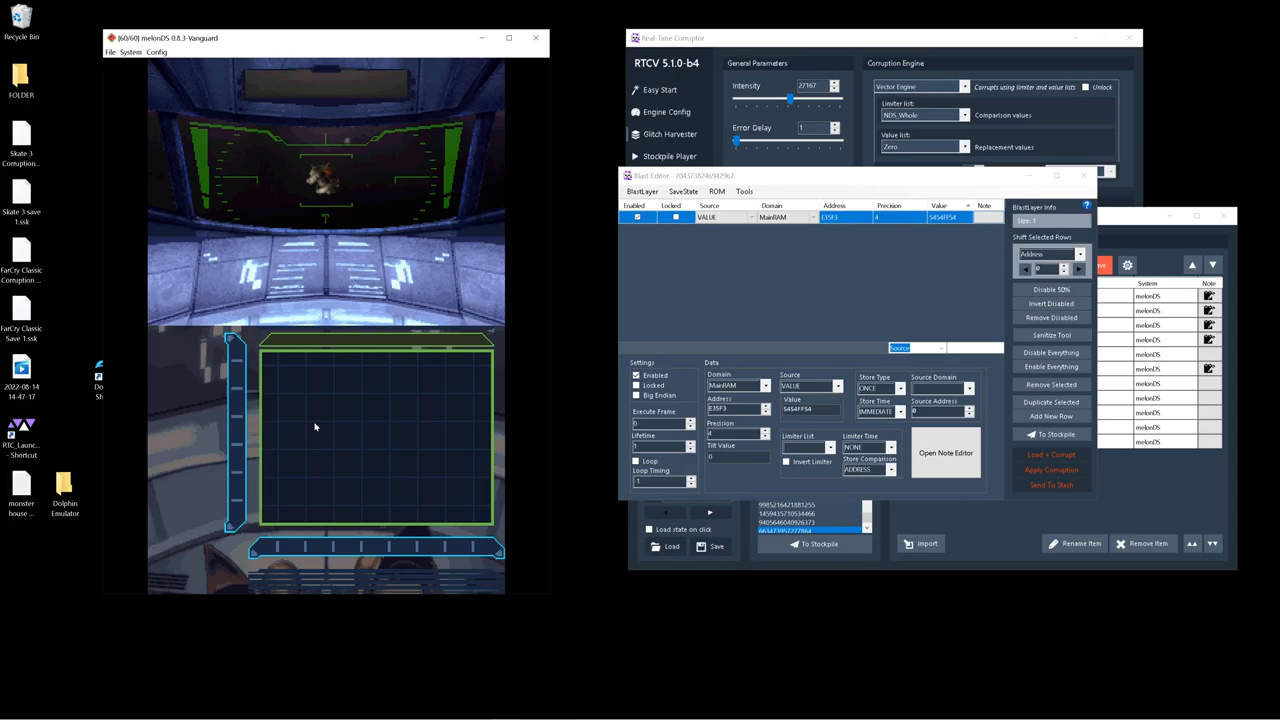 Recycle Bin
FOLDER
Skate 3
Corruption...
Skate 3 save
1.ssk
FarCry Classic
Corruption ...
FarCry Classic
Save 1.ssk
2022-08-14
14-47-17
RTC_Launc...
- Shortcut
monster
house ...
Dolphin
Emulator
Do
Sh
[60/60] melonDS 0.8.3-Vanguard
File System Config
Real-Time Corruptor
RTCV 5.1.0-b4
Easy Start
Engine Config
Glitch Harvester
Stockpile Player
General Parameters
Intensity 27167
Error Delay 1
Corruption Engine
Vector Engine Corrupts using limiter and value lists Unlock
Limiter list:
NDS_Whole Comparison values
Value list:
Zero Replacement values
Blast Editor - 7043738246942967
BlastLayer SaveState ROM Tools
Enabled Locked Source Domain Address Precision Value Note
VALUE MainRAM E35F3 4 5454FF54
Source
Settings
Enabled
Locked
Big Endian
Execute Frame
0
Lifetime
1
Loop
Loop Timing
-1
Data
Domain
MainRAM
Address
E35F3
Precision
4
Tilt Value
0
Source
VALUE
Value
5454FF54
Limiter List
Invert Limiter
Store Type
ONCE
Store Time
IMMEDIATE
Limiter Time
NONE
Store Comparison
ADDRESS
Source Domain
Source Address
0
Open Note Editor
BlastLayer Info
Size: 1
Shift Selected Rows
Address
0
Disable 50%
Invert Disabled
Remove Disabled
Sanitize Tool
Disable Everything
Enable Everything
Remove Selected
Duplicate Selected
Add New Row
To Stockpile
Load + Corrupt
Apply Corruption
Send To Stash
System Note
melonDS
melonDS
melonDS
melonDS
melonDS
melonDS
melonDS
melonDS
melonDS
melonDS
melonDS
9985216421881255
1459435710534466
9405646040926373
663473957277864
Load state on click
Load Save
To Stockpile
Import
Rename Item Remove Item